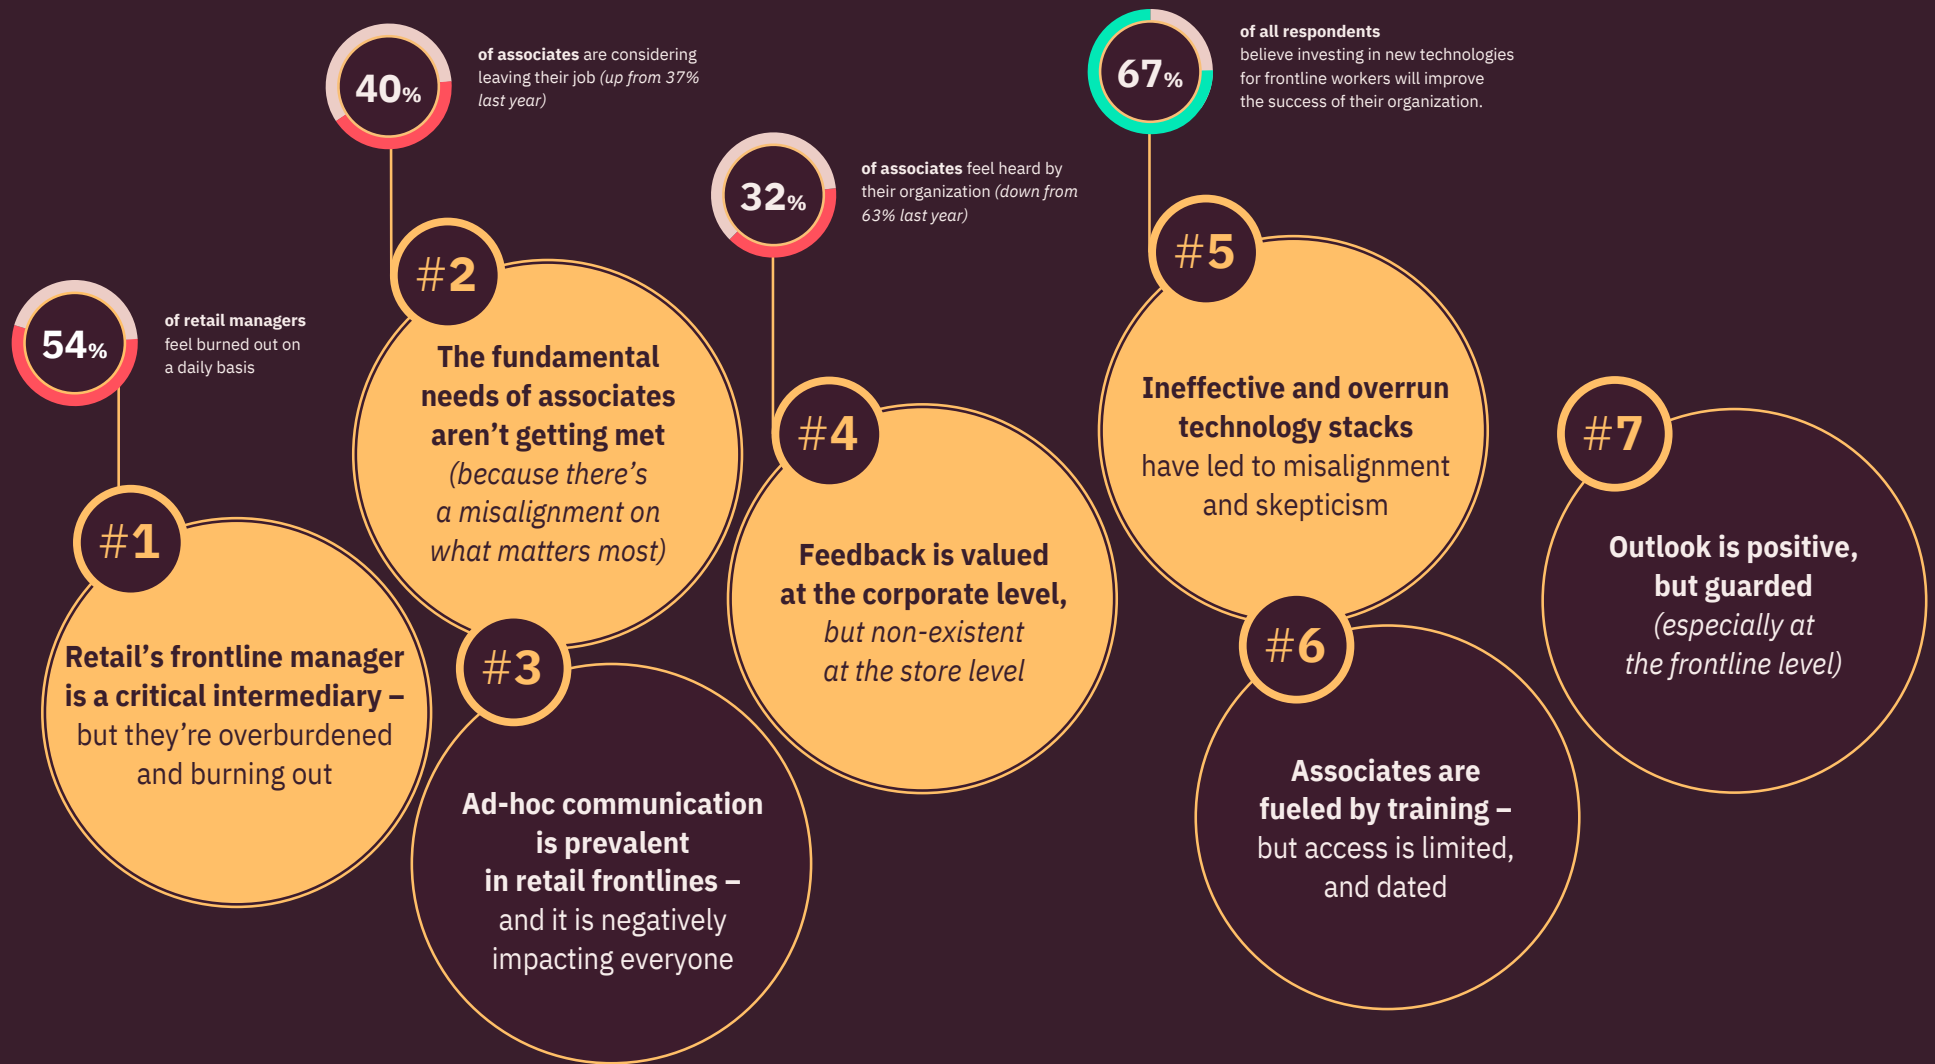 54%
of retail managers
feel burned out on
a daily basis
#1
Retail’s frontline manager
is a critical intermediary –
but they’re overburdened
and burning out
40%
of associates are considering
leaving their job (up from 37%
last year)
#2
The fundamental
needs of associates
aren’t getting met
(because there’s
a misalignment on
what matters most)
#3
Ad-hoc communication
is prevalent
in retail frontlines –
and it is negatively
impacting everyone
32%
of associates feel heard by
their organization (down from
63% last year)
#4
Feedback is valued
at the corporate level,
but non-existent
at the store level
67%
of all respondents
believe investing in new technologies
for frontline workers will improve
the success of their organization.
#5
Ineffective and overrun
technology stacks
have led to misalignment
and skepticism
#6
Associates are
fueled by training –
but access is limited,
and dated
#7
Outlook is positive,
but guarded
(especially at
the frontline level)